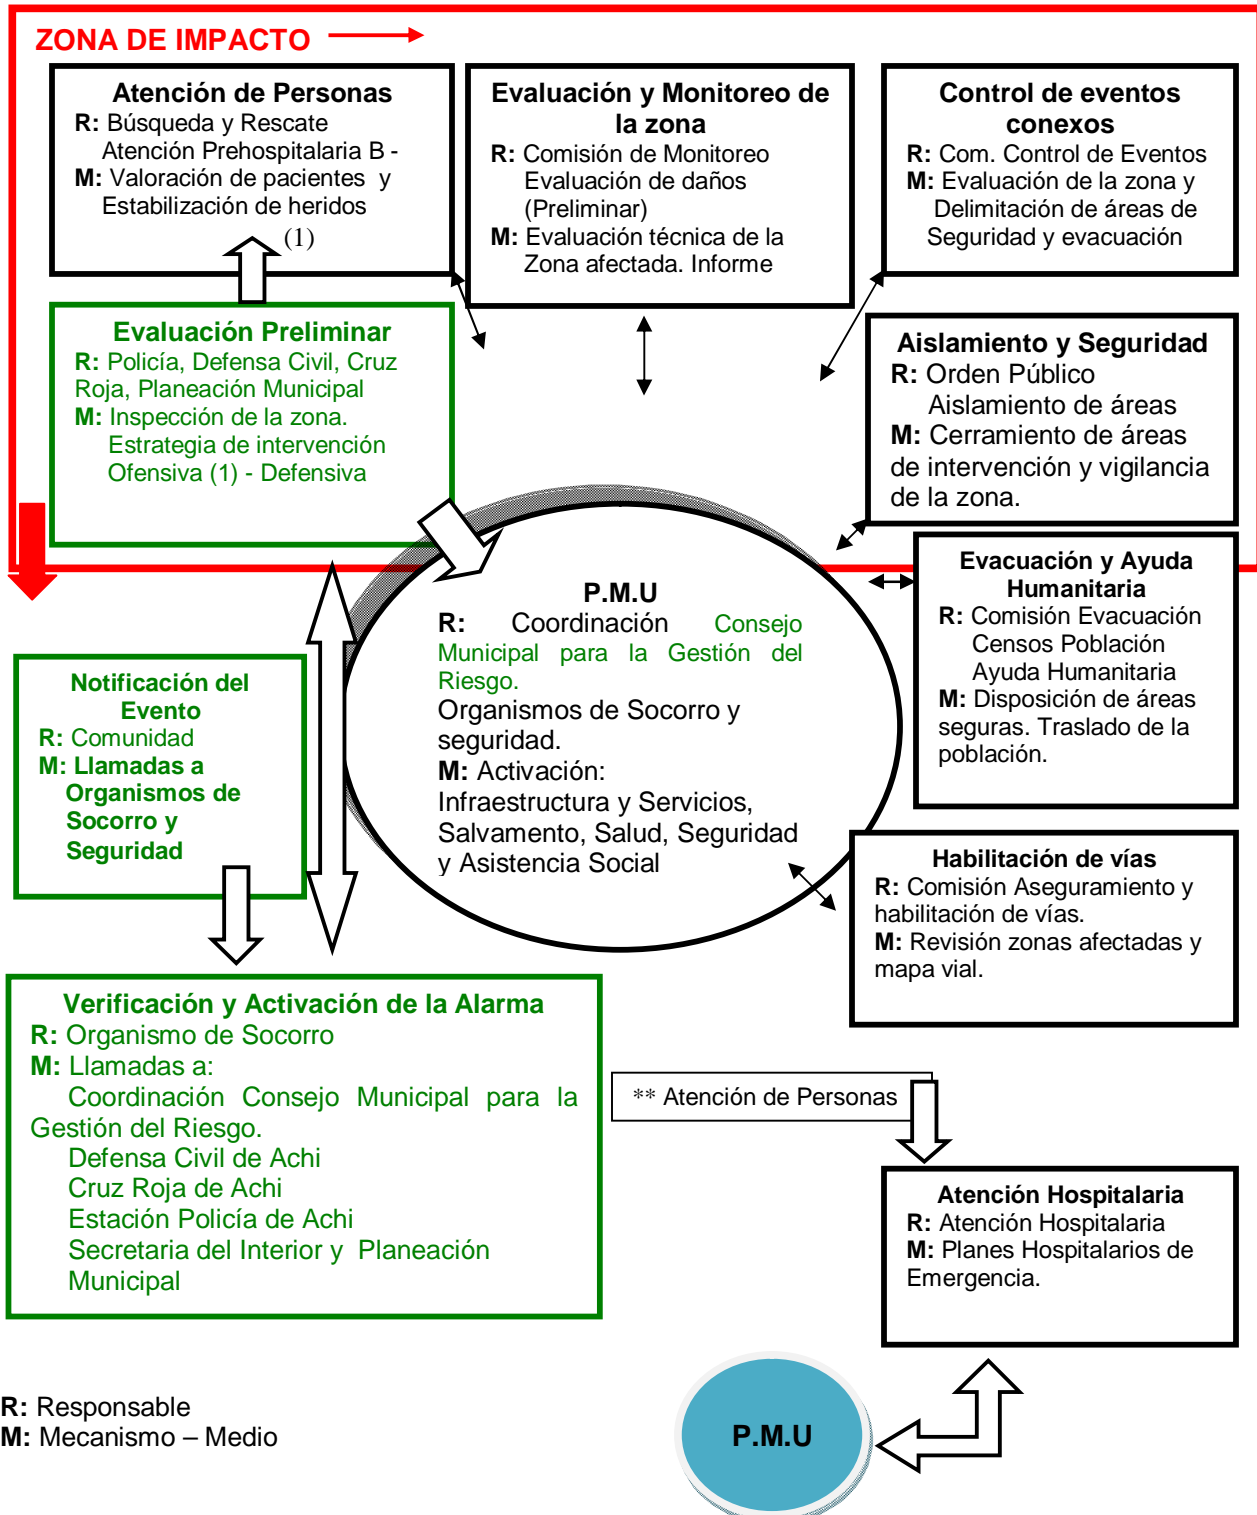 ZONA DE IMPACTO
Atención de Personas
R: Búsqueda y Rescate
Atención Prehospitalaria B -
M: Valoración de pacientes y
Estabilización de heridos
(1)
Evaluación y Monitoreo de
la zona
R: Comisión de Monitoreo
Evaluación de daños
(Preliminar)
M: Evaluación técnica de la
Zona afectada. Informe
Control de eventos
conexos
R: Com. Control de Eventos
M: Evaluación de la zona y
Delimitación de áreas de
Seguridad y evacuación
Evaluación Preliminar
R: Policía, Defensa Civil, Cruz
Roja, Planeación Municipal
M: Inspección de la zona.
Estrategia de intervención
Ofensiva (1) - Defensiva
Aislamiento y Seguridad
R: Orden Público
Aislamiento de áreas
M: Cerramiento de áreas
de intervención y vigilancia
de la zona.
P.M.U
R: Coordinación Consejo
Municipal para la Gestión del
Riesgo.
Organismos de Socorro y
seguridad.
M: Activación:
Infraestructura y Servicios,
Salvamento, Salud, Seguridad
y Asistencia Social
Evacuación y Ayuda
Humanitaria
R: Comisión Evacuación
Censos Población
Ayuda Humanitaria
M: Disposición de áreas
seguras. Traslado de la
población.
Notificación del
Evento
R: Comunidad
M: Llamadas a
Organismos de
Socorro y
Seguridad
Habilitación de vías
R: Comisión Aseguramiento y
habilitación de vías.
M: Revisión zonas afectadas y
mapa vial.
Verificación y Activación de la Alarma
R: Organismo de Socorro
M: Llamadas a:
Coordinación Consejo Municipal para la
Gestión del Riesgo.
Defensa Civil de Achi
Cruz Roja de Achi
Estación Policía de Achi
Secretaria del Interior y Planeación
Municipal
** Atención de Personas
Atención Hospitalaria
R: Atención Hospitalaria
M: Planes Hospitalarios de
Emergencia.
R: Responsable
M: Mecanismo – Medio
P.M.U